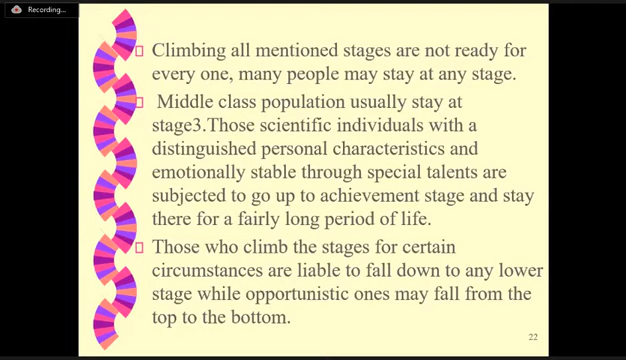 Recording...
Climbing all mentioned stages are not ready for
every one, many people may stay at any stage.
Middle class population usually stay at
stage3.Those scientific individuals with a
distinguished personal characteristics and
emotionally stable through special talents are
subjected to go up to achievement stage and stay
there for a fairly long period of life.
Those who climb the stages for certain
circumstances are liable to fall down to any lower
stage while opportunistic ones may fall from the
top to the bottom.
22